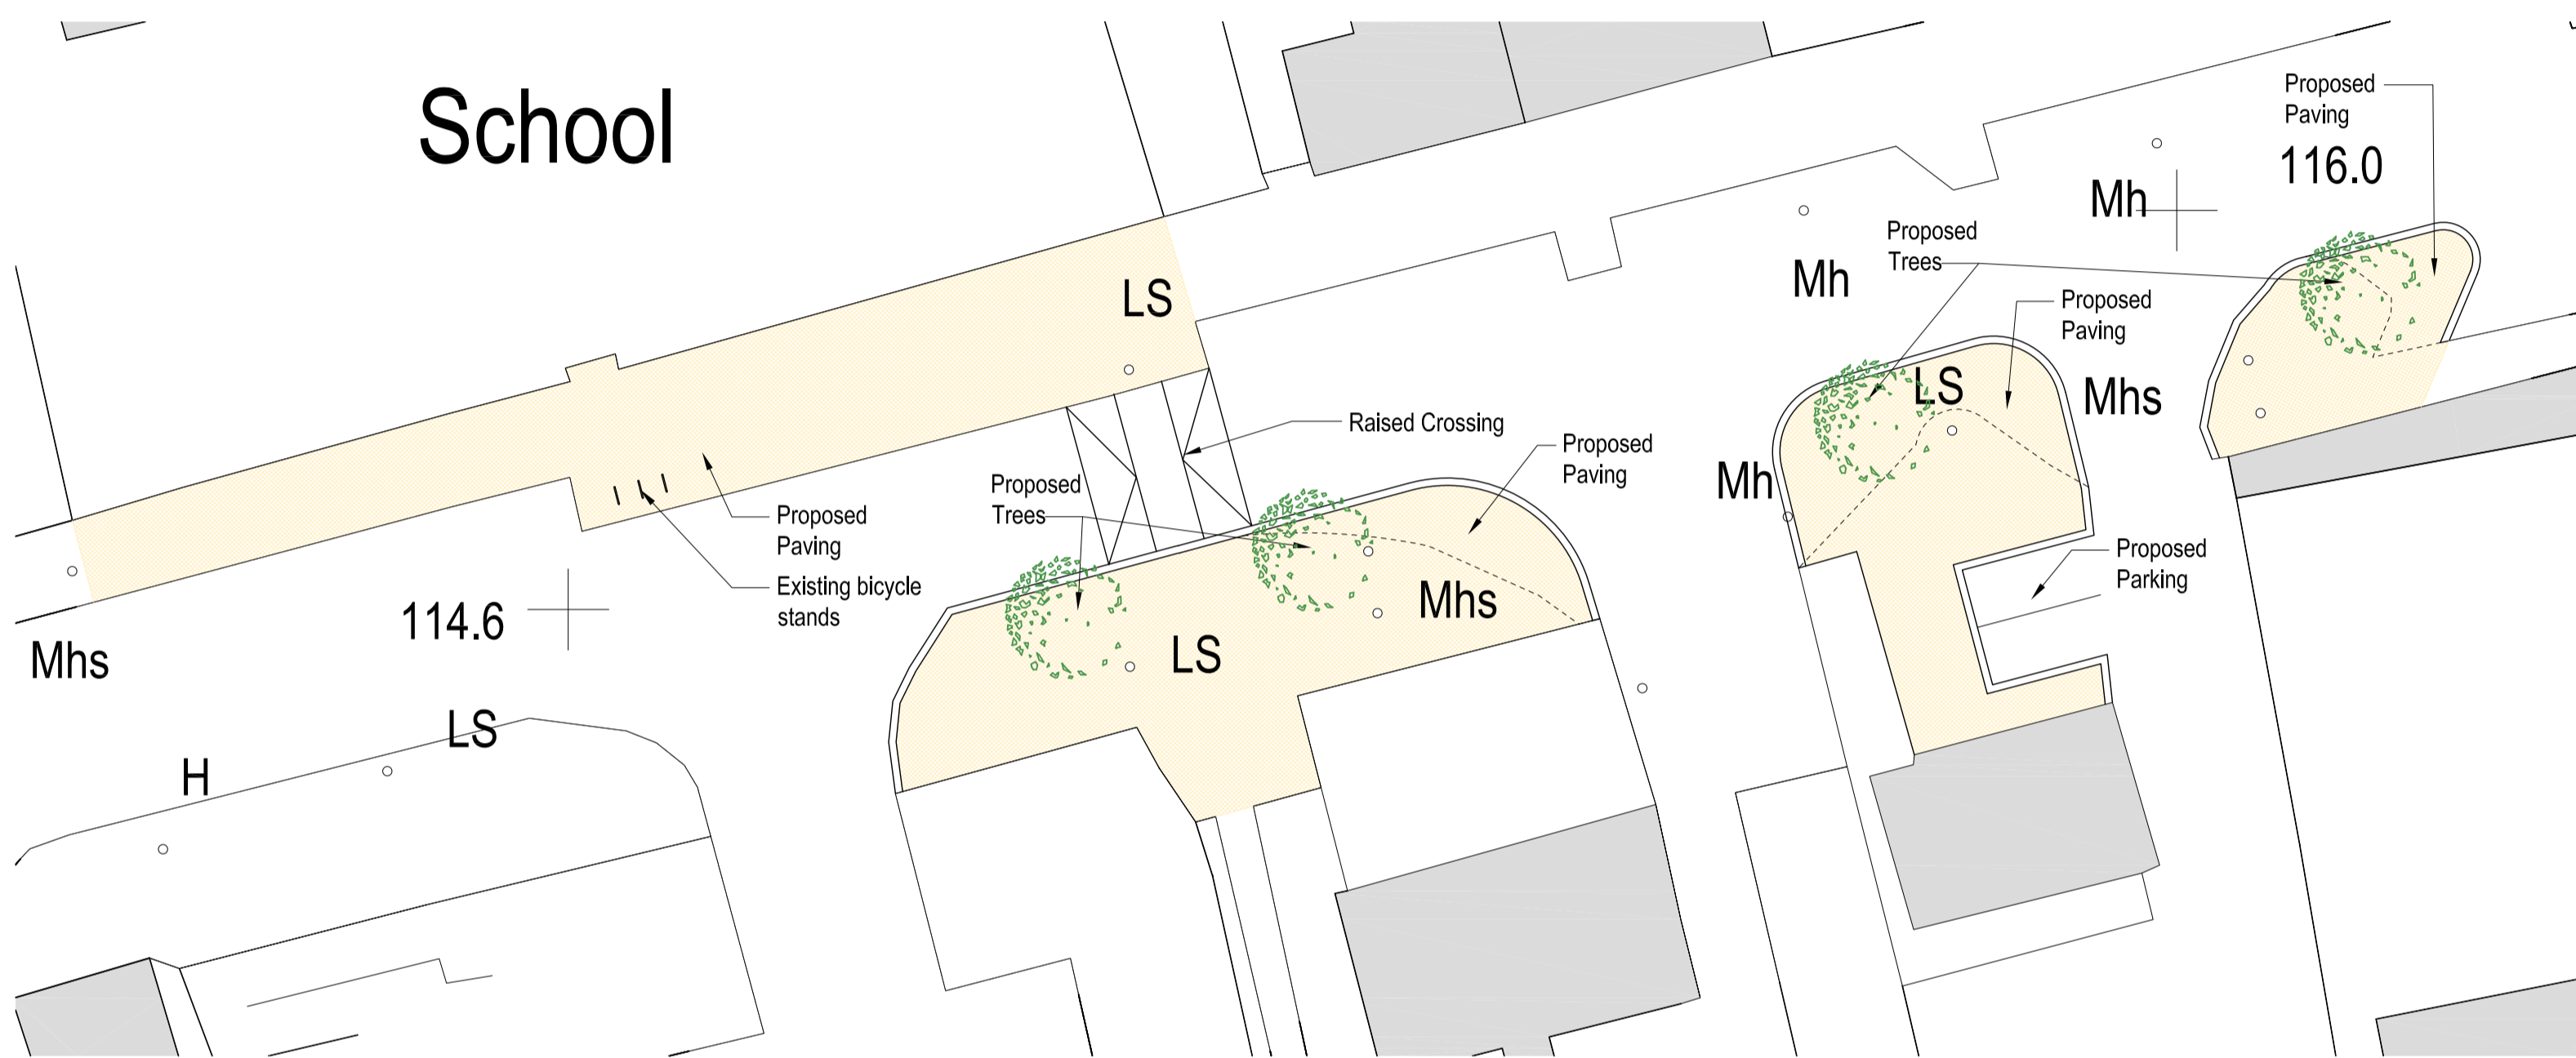 School
Proposed
Paving
116.0
Mh
Proposed
Trees
Mh
LS
Proposed
Paving
LS
Mhs
Raised Crossing
Proposed
Paving
Mh
Proposed
Trees
Proposed
Paving
Existing bicycle
stands
Proposed
Parking
114.6
Mhs
Mhs
LS
LS
H